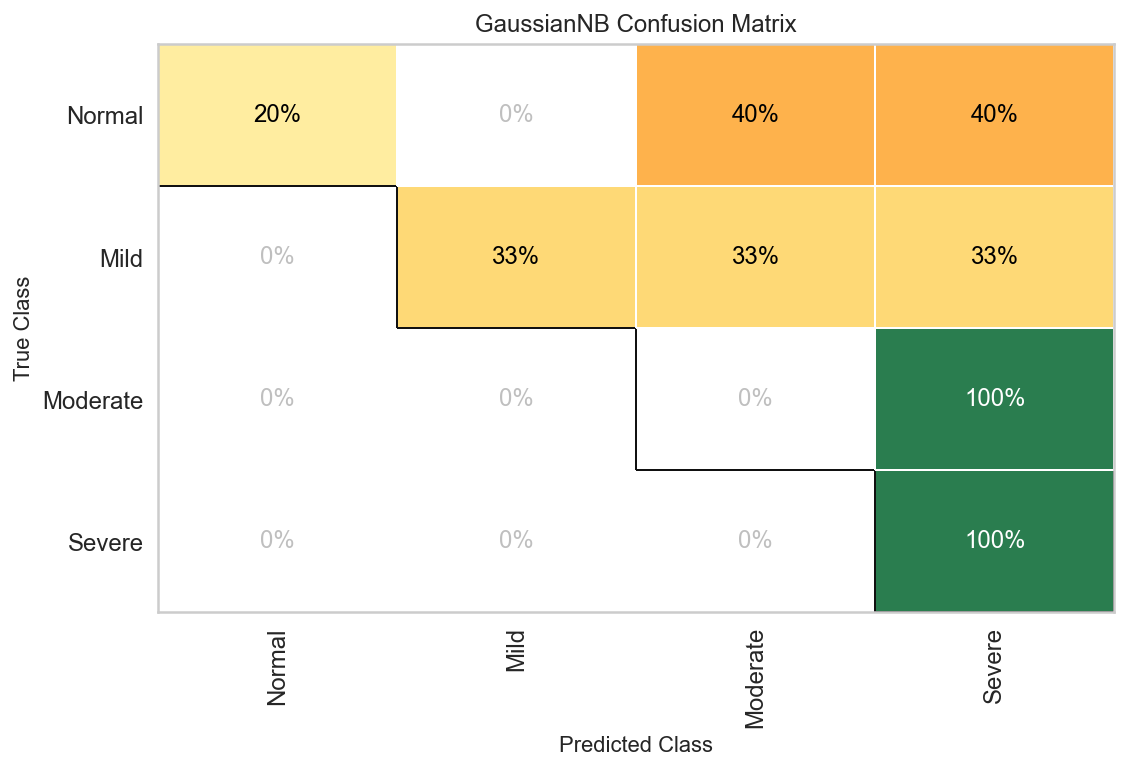 GaussianNB Confusion Matrix
True Class
Normal 20% 0% 40% 40%
Mild 0% 33% 33% 33%
Moderate 0% 0% 0% 100%
Severe 0% 0% 0% 100%
Normal Mild Moderate Severe
Predicted Class